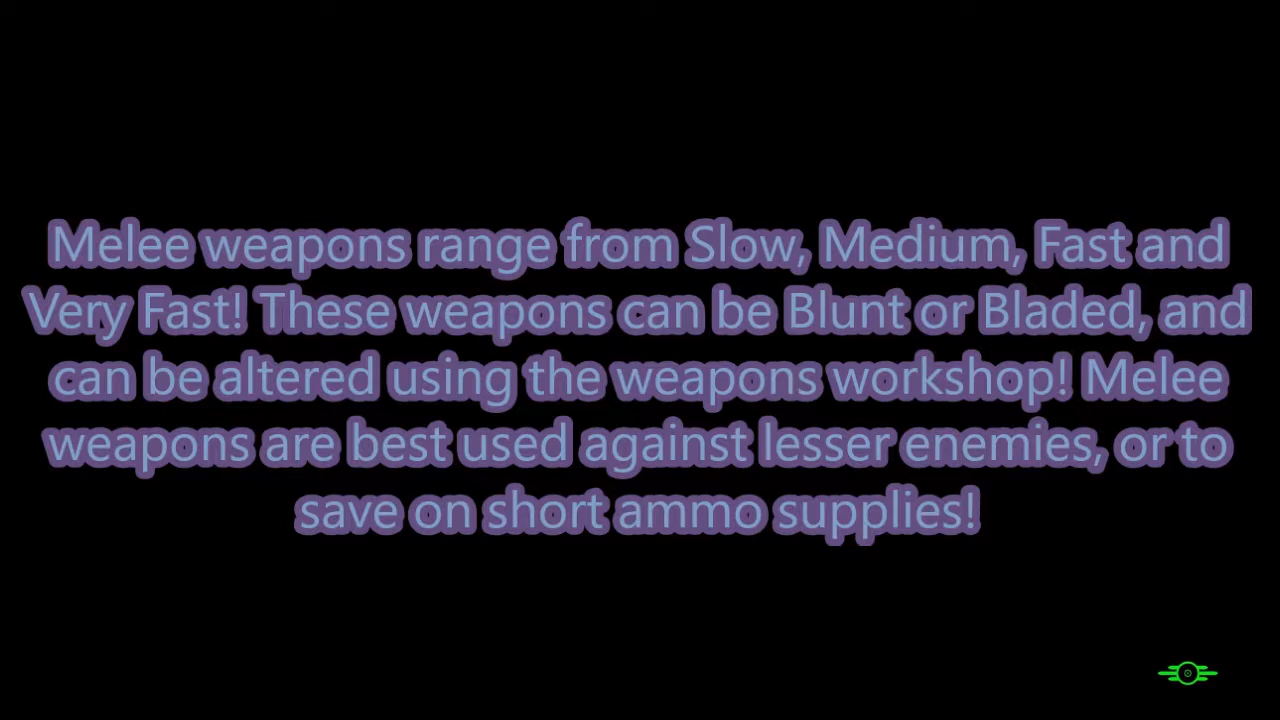 Melee weapons range from Slow, Medium, Fast and
Very Fast! These weapons can be Blunt or Bladed, and
can be altered using the weapons workshop! Melee
weapons are best used against lesser enemies, or to
save on short ammo supplies!